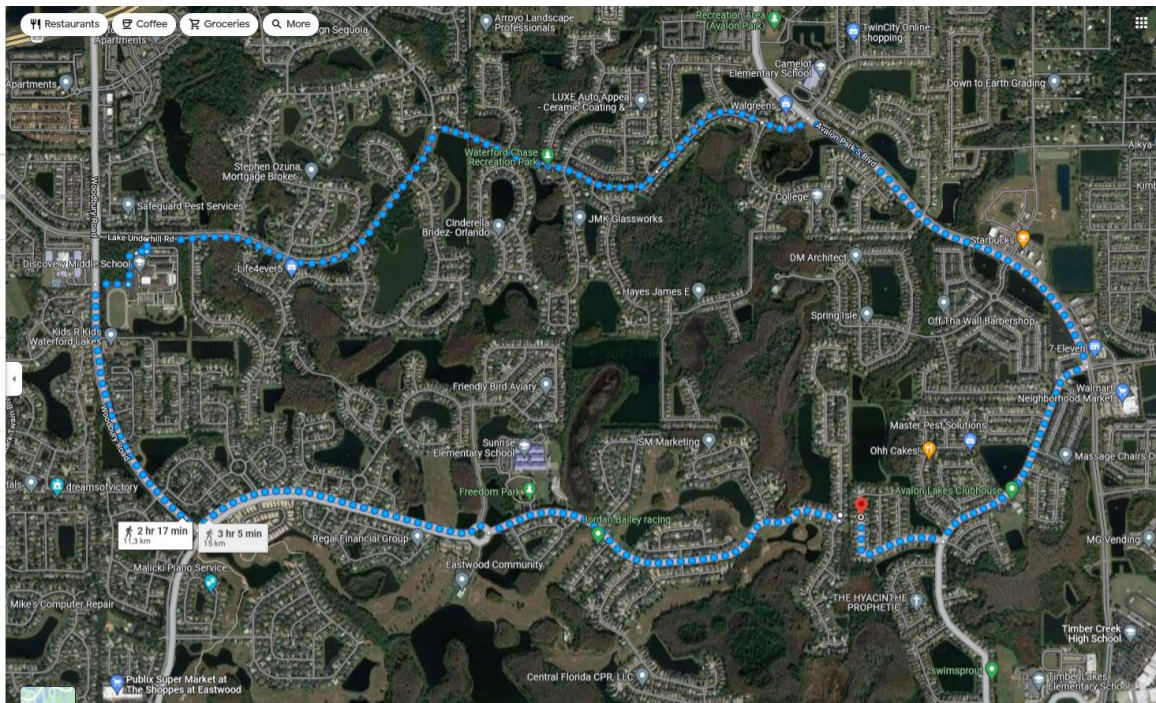 Restaurants
Coffee
Groceries
More
Apartments
Arroyo Landscape
Professionals
Recreation Area
(Avalon Park)
TwinCity Online
shopping
Apartments
LUXE Auto Appeal
- Ceramic Coating &...
Camelot
Elementary School
Down to Earth Grading
Walgreens
Avalon Park S Blvd
Waterford Chase
Recreation Park
Stephen Ozuna,
Mortgage Broker...
Woodbury Road
Safeguard Pest Services
Cinderella
Bridez- Orlando
JMK Glassworks
College
Lake Underhill Rd
Starbucks
Discovery Middle School
Life4ever5
DM Architect
Hayes James E
Spring Isle
Off Tha Wall Barbershop
Kids R Kids
Waterford Lakes
7-Eleven
Friendly Bird Aviary
Walmart
Neighborhood Market
Woodbury Road
Sunrise
Elementary School
SM Marketing
Master Pest Solutions
Ohh Cakes!
Massage Chairs O
tals
dreamsofvictory
Freedom Park
Avalon Lakes Clubhouse
Jordan Bailey racing
2 hr 17 min
11,3 km
3 hr 5 min
15 km
Regal Financial Group
MG Vending
Eastwood Community
Malicki Piano Service
Mike's Computer Repair
THE HYACINTHE
PROPHETIC
Timber Creek
High School
Publix Super Market at
The Shoppes at Eastwood
Central Florida CPR, LLC
swimsprout
Timber Lakes
Elementary School